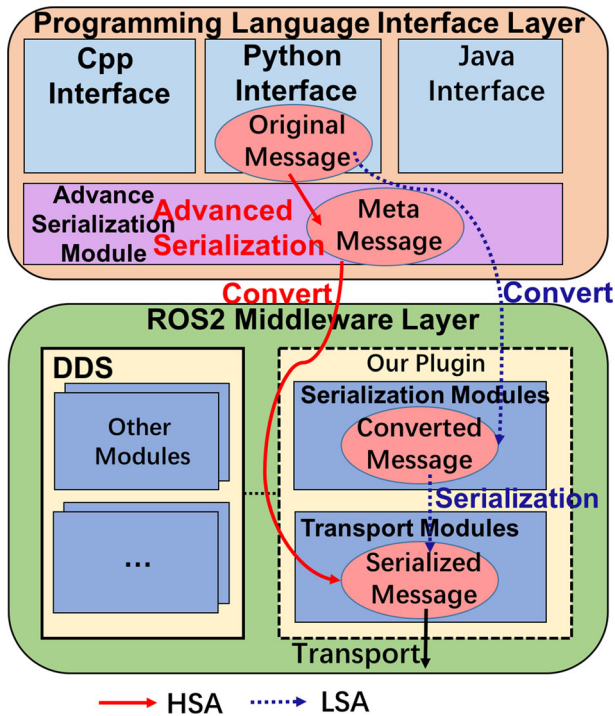 Programming Language Interface Layer
Cpp
Interface
Python
Interface
Java
Interface
Original
Message
Advance
Serialization
Module
Advanced
Serialization
Meta
Message
Convert
Convert
ROS2 Middleware Layer
DDS
Other
Modules
...
Our Plugin
Serialization Modules
Converted
Message
Serialization
Transport Modules
Serialized
Message
Transport
HSA
LSA